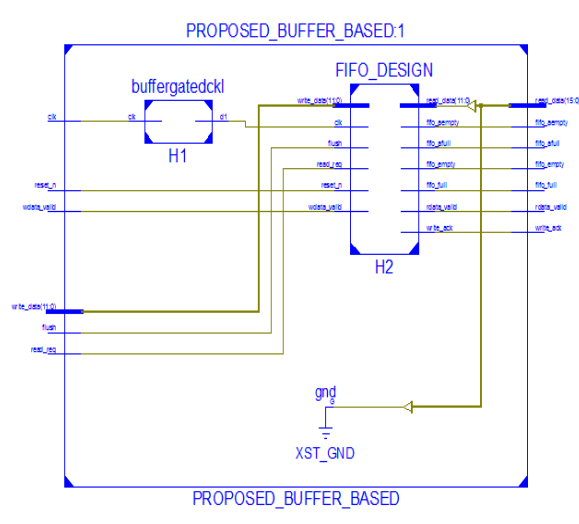 PROPOSED_BUFFER_BASED:1
FIFO_DESIGN
buffergatedckl
write_data(11:0)
read_data(11:0)
read_data(15:0)
clk
clk
d1
clk
fifo_aempty
fifo_aempty
H1
flush
fifo_afull
fifo_afull
read_req
fifo_empty
fifo_empty
reset_n
reset_n
fifo_full
fifo_full
wdata_valid
wdata_valid
rdata_valid
rdata_valid
write_ack
write_ack
H2
write_data(11:0)
flush
read_req
gnd
G
XST_GND
PROPOSED_BUFFER_BASED